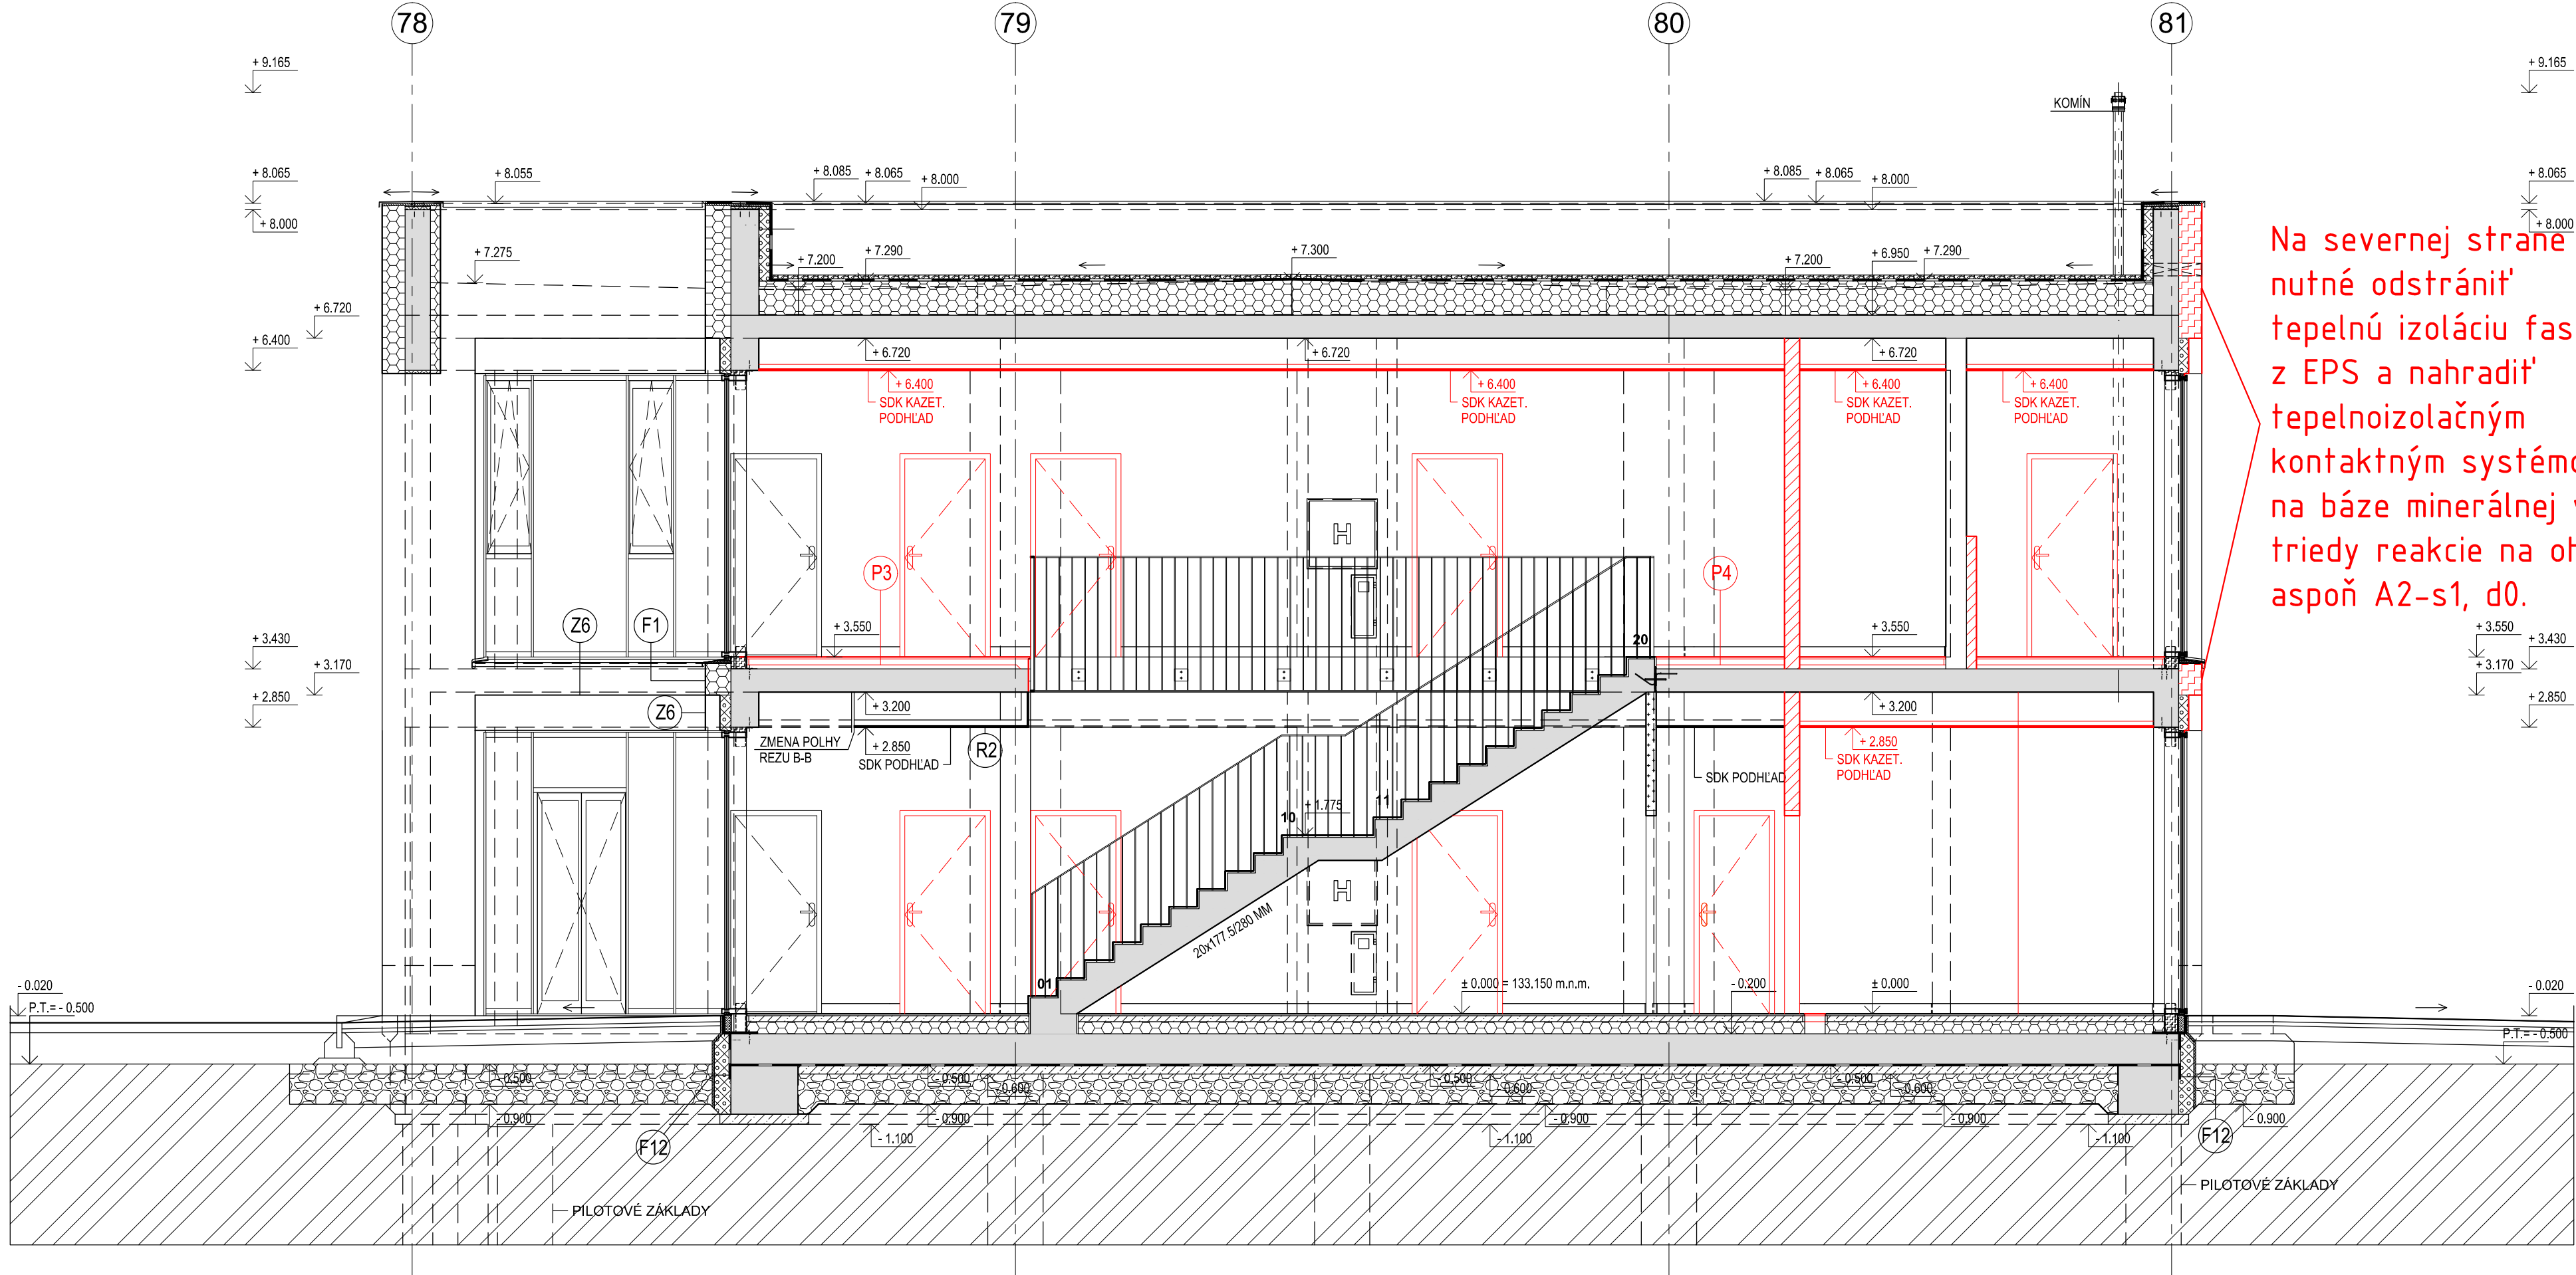 78
79
80
81
+ 9.165
+ 9.165
KOMÍN
+ 8.065
+ 8.055
+ 8.085
+ 8.065
+ 8.000
+ 8.085
+ 8.065
+ 8.000
+ 8.065
+ 8.000
+ 8.000
+ 7.275
+ 7.290
+ 7.200
+ 7.300
+ 7.200
+ 6.950
+ 7.290
+ 6.720
+ 6.400
+ 6.720
+ 6.720
+ 6.720
Na severnej strane
nutné odstrániť
tepelnú izoláciu
z EPS a nahradiť
tepelnoizolačným
kontaktným
na báze minerálnej
triedy reakcie na
aspoň A2-s1, d0.
+ 6.400
SDK KAZET.
PODHĽAD
+ 6.400
SDK KAZET.
PODHĽAD
+ 6.400
SDK KAZET.
PODHĽAD
+ 6.400
SDK KAZET.
PODHĽAD
H
P3
P4
Z6
F1
+ 3.550
20
+ 3.550
+ 3.550
+ 3.430
+ 3.430
+ 3.170
+ 3.170
+ 2.850
+ 2.850
Z6
+ 3.200
+ 3.200
ZMENA POLHY
REZU B-B
+ 2.850
SDK PODHĽAD
R2
SDK PODHĽAD
+ 2.850
SDK KAZET.
PODHĽAD
10
+ 1.775
11
H
20x177.5/280 MM
01
± 0.000 = 133.150 m.n.m.
- 0.200
± 0.000
- 0.020
P.T.= - 0.500
- 0.020
P.T.= - 0.500
- 0.500
- 0.500
- 0.600
- 0.500
- 0.600
- 0.500
- 0.600
- 0.900
- 0.900
- 0.900
- 0.900
- 0.900
- 1.100
- 1.100
- 1.100
F12
F12
PILOTOVÉ ZÁKLADY
PILOTOVÉ ZÁKLADY